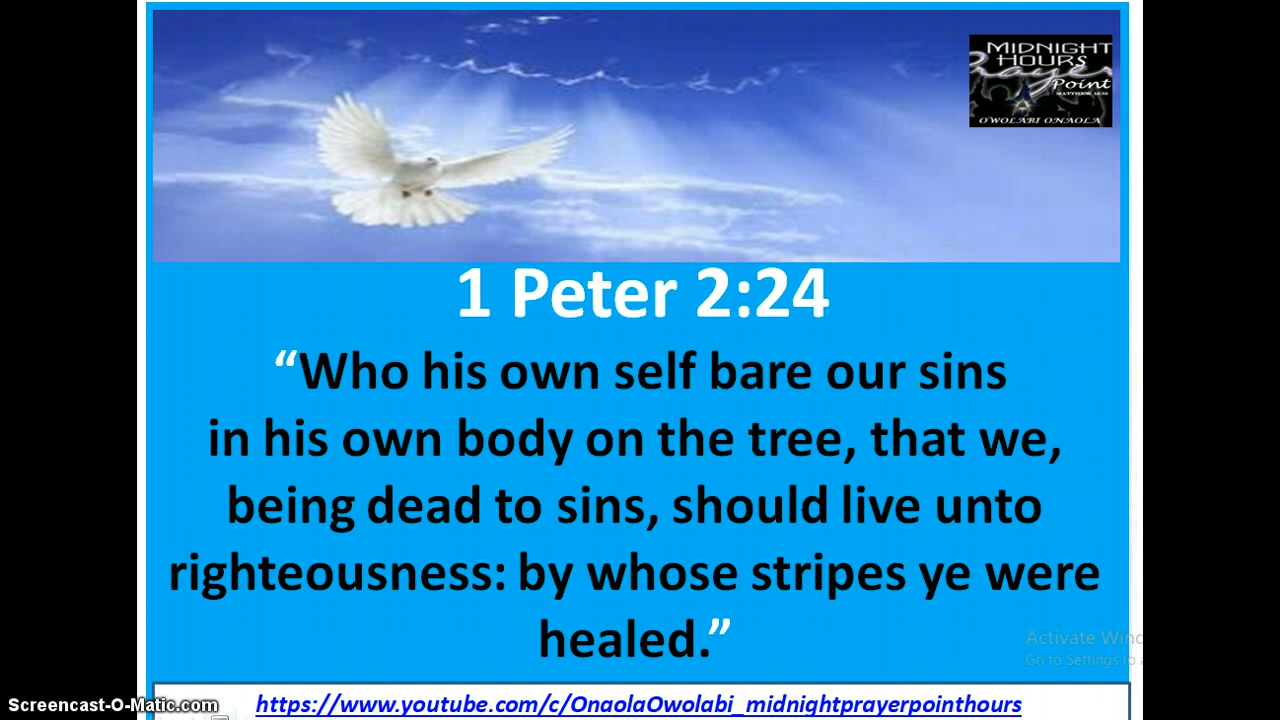 MIDNIGHT
HOURS
Prayer
Point
OWOLABI ONAOLA
1 Peter 2:24
“Who his own self bare our sins
in his own body on the tree, that we,
being dead to sins, should live unto
righteousness: by whose stripes ye were
healed.”
Activate Wind
Go to Settings to a
Screencast-O-Matic.com
https://www.youtube.com/c/OnaolaOwolabi_midnightprayerpointhours